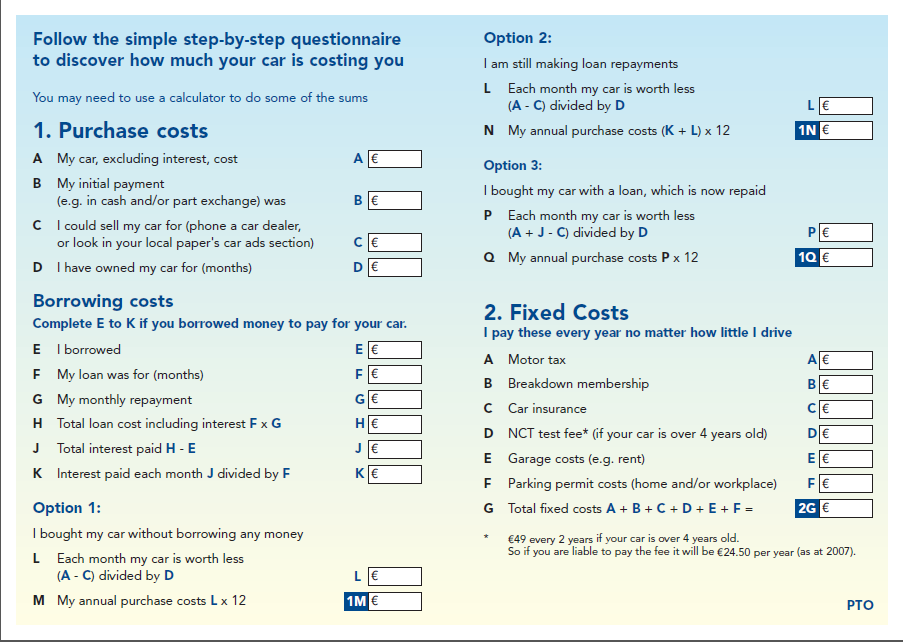 Follow the simple step-by-step questionnaire
to discover how much your car is costing you
You may need to use a calculator to do some of the sums
1. Purchase costs
A My car, excluding interest, cost A €
B My initial payment
(e.g. in cash and/or part exchange) was B €
C I could sell my car for (phone a car dealer,
or look in your local paper's car ads section) C €
D I have owned my car for (months) D €
Borrowing costs
Complete E to K if you borrowed money to pay for your car.
E I borrowed E €
F My loan was for (months) F €
G My monthly repayment G €
H Total loan cost including interest F x G H €
J Total interest paid H - E J €
K Interest paid each month J divided by F K €
Option 1:
I bought my car without borrowing any money
L Each month my car is worth less
(A - C) divided by D L €
M My annual purchase costs L x 12 1M €
Option 2:
I am still making loan repayments
L Each month my car is worth less
(A - C) divided by D L €
N My annual purchase costs (K + L) x 12 1N €
Option 3:
I bought my car with a loan, which is now repaid
P Each month my car is worth less
(A + J - C) divided by D P €
Q My annual purchase costs P x 12 1Q €
2. Fixed Costs
I pay these every year no matter how little I drive
A Motor tax A €
B Breakdown membership B €
C Car insurance C €
D NCT test fee* (if your car is over 4 years old) D €
E Garage costs (e.g. rent) E €
F Parking permit costs (home and/or workplace) F €
G Total fixed costs A + B + C + D + E + F = 2G €
* €49 every 2 years if your car is over 4 years old.
So if you are liable to pay the fee it will be €24.50 per year (as at 2007).
PTO